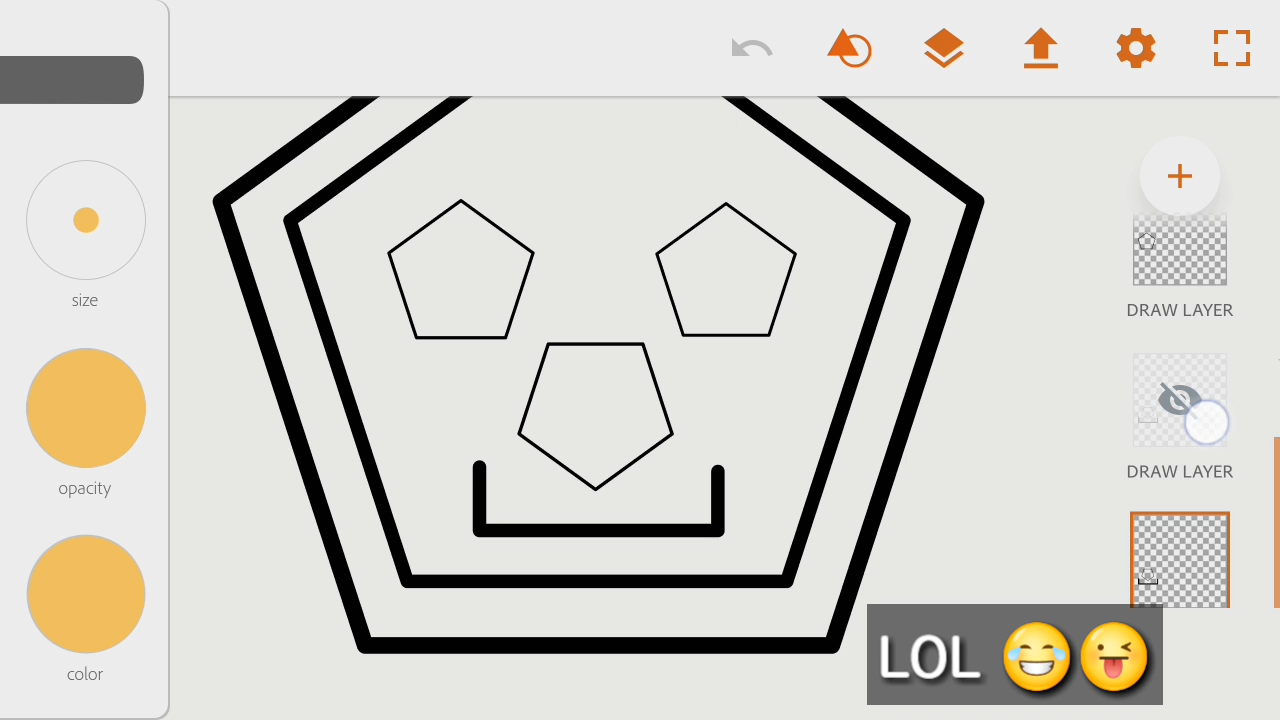 size
opacity
color
DRAW LAYER
DRAW LAYER
LOL 😂😜